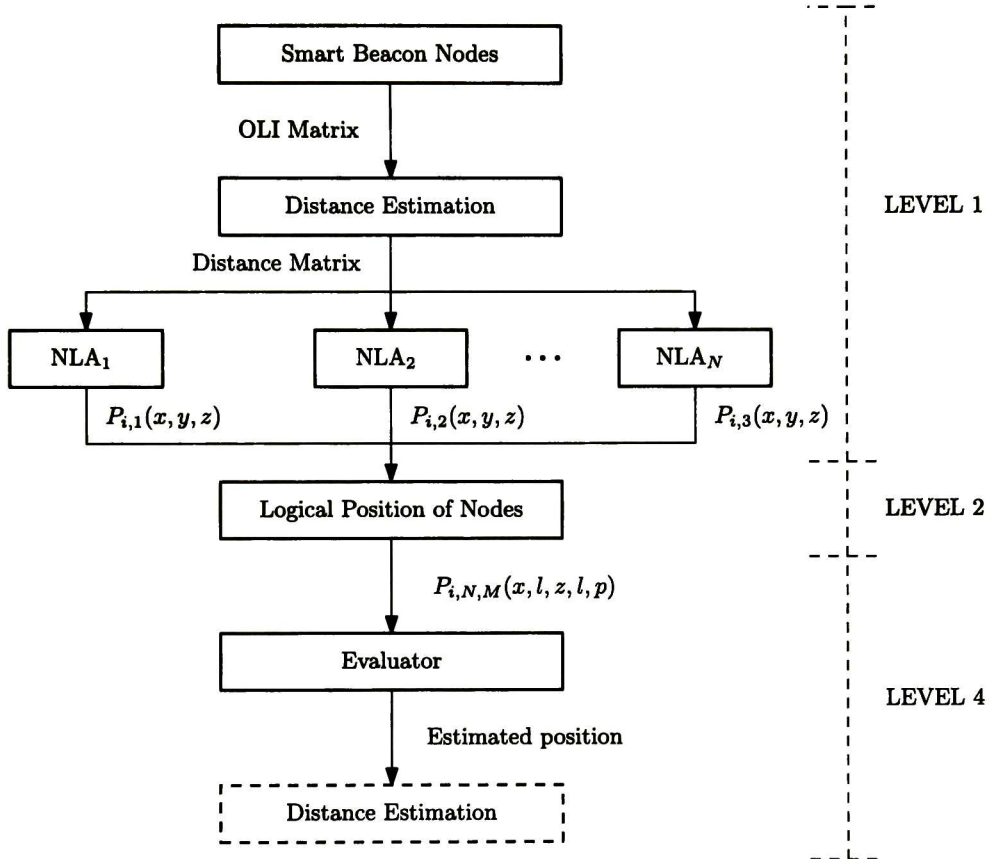 Smart Beacon Nodes
OLI Matrix
Distance Estimation
LEVEL 1
Distance Matrix
NLA₁
NLA₂
...
NLA_N
P_{i,1}(x, y, z)
P_{i,2}(x, y, z)
P_{i,3}(x, y, z)
Logical Position of Nodes
LEVEL 2
P_{i,N,M}(x, l, z, l, p)
Evaluator
LEVEL 4
Estimated position
Distance Estimation